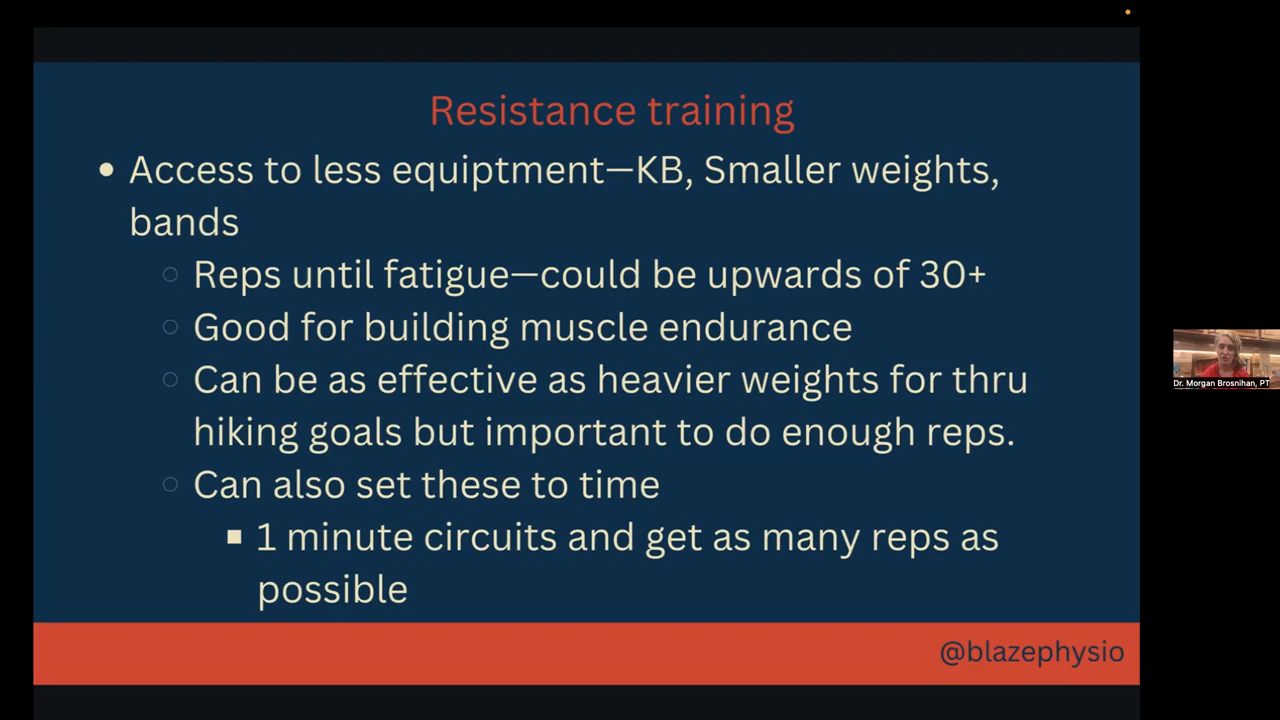 Resistance training
• Access to less equiptment—KB, Smaller weights,
bands
○ Reps until fatigue—could be upwards of 30+
○ Good for building muscle endurance
○ Can be as effective as heavier weights for thru
hiking goals but important to do enough reps.
○ Can also set these to time
■ 1 minute circuits and get as many reps as
possible
@blazephysio
Dr. Morgan Brosnihan, PT